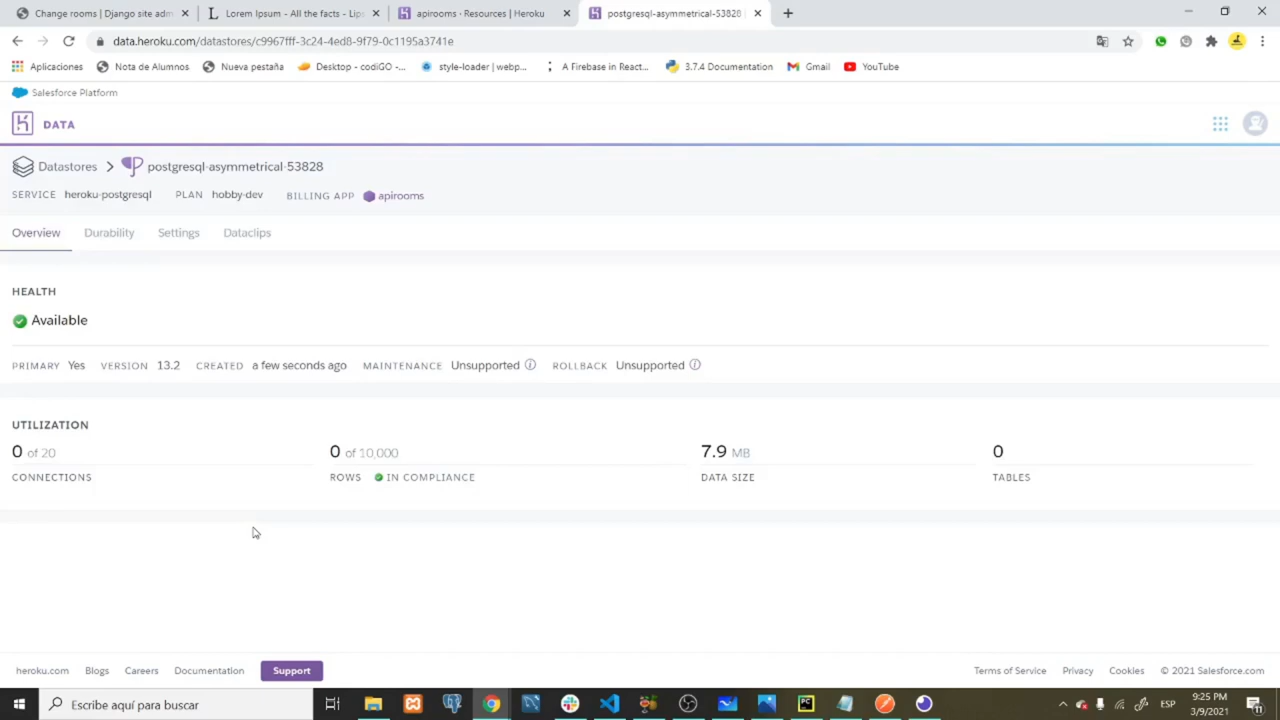 Change rooms | Django site adm
Lorem Ipsum - All the facts - Lips
apirooms · Resources | Heroku
postgresql-asymmetrical-53828
data.heroku.com/datastores/c9967fff-3c24-4ed8-9f79-0c1195a3741e
Aplicaciones
Nota de Alumnos
Nueva pestaña
Desktop - codiGO -...
style-loader | webp...
A Firebase in React...
3.7.4 Documentation
Gmail
YouTube
Salesforce Platform
DATA
Datastores > postgresql-asymmetrical-53828
SERVICE heroku-postgresql PLAN hobby-dev BILLING APP apirooms
Overview Durability Settings Dataclips
HEALTH
Available
PRIMARY Yes VERSION 13.2 CREATED a few seconds ago MAINTENANCE Unsupported ROLLBACK Unsupported
UTILIZATION
0 of 20
CONNECTIONS
0 of 10,000
ROWS IN COMPLIANCE
7.9 MB
DATA SIZE
0
TABLES
heroku.com Blogs Careers Documentation Support
Terms of Service Privacy Cookies © 2021 Salesforce.com
Escribe aquí para buscar
ESP
9:25 PM
3/9/2021